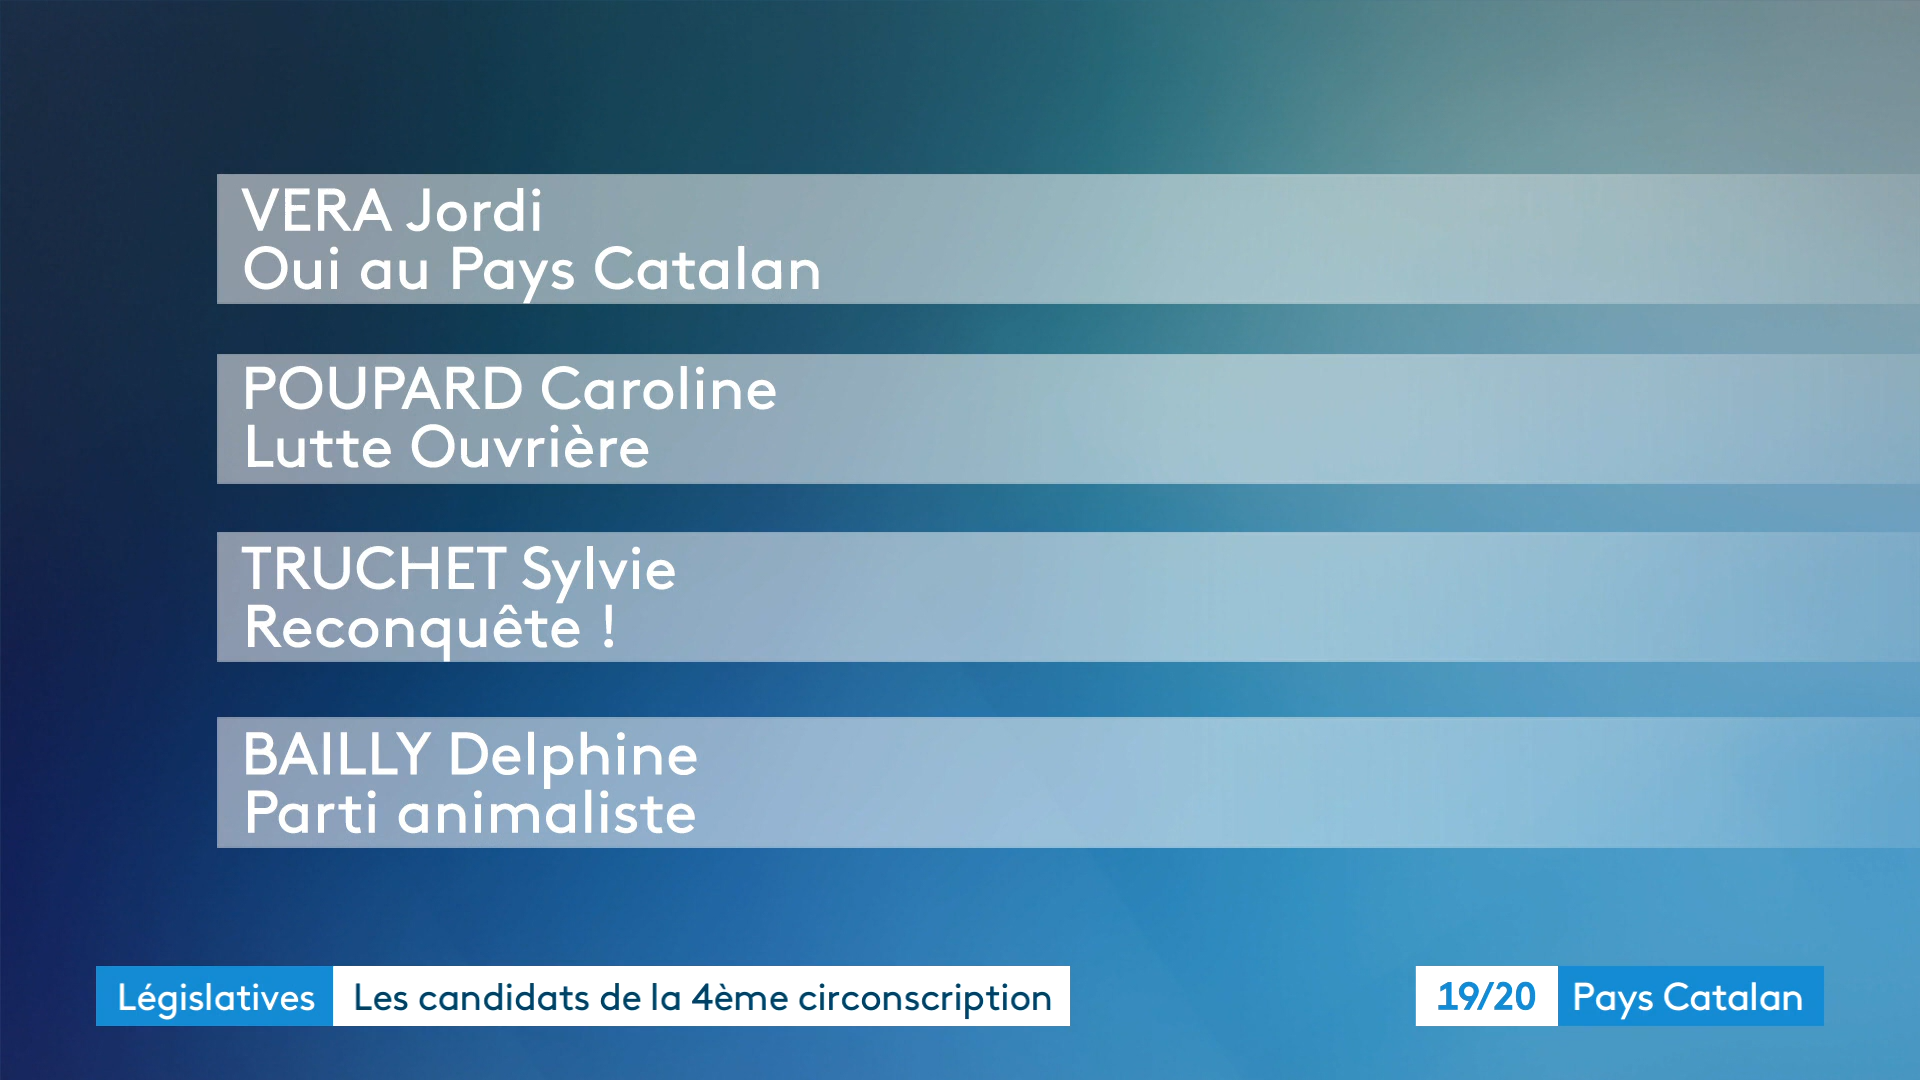 VERA Jordi
Oui au Pays Catalan
POUPARD Caroline
Lutte Ouvrière
TRUCHET Sylvie
Reconquête !
BAILLY Delphine
Parti animaliste
Législatives Les candidats de la 4ème circonscription
19/20 Pays Catalan